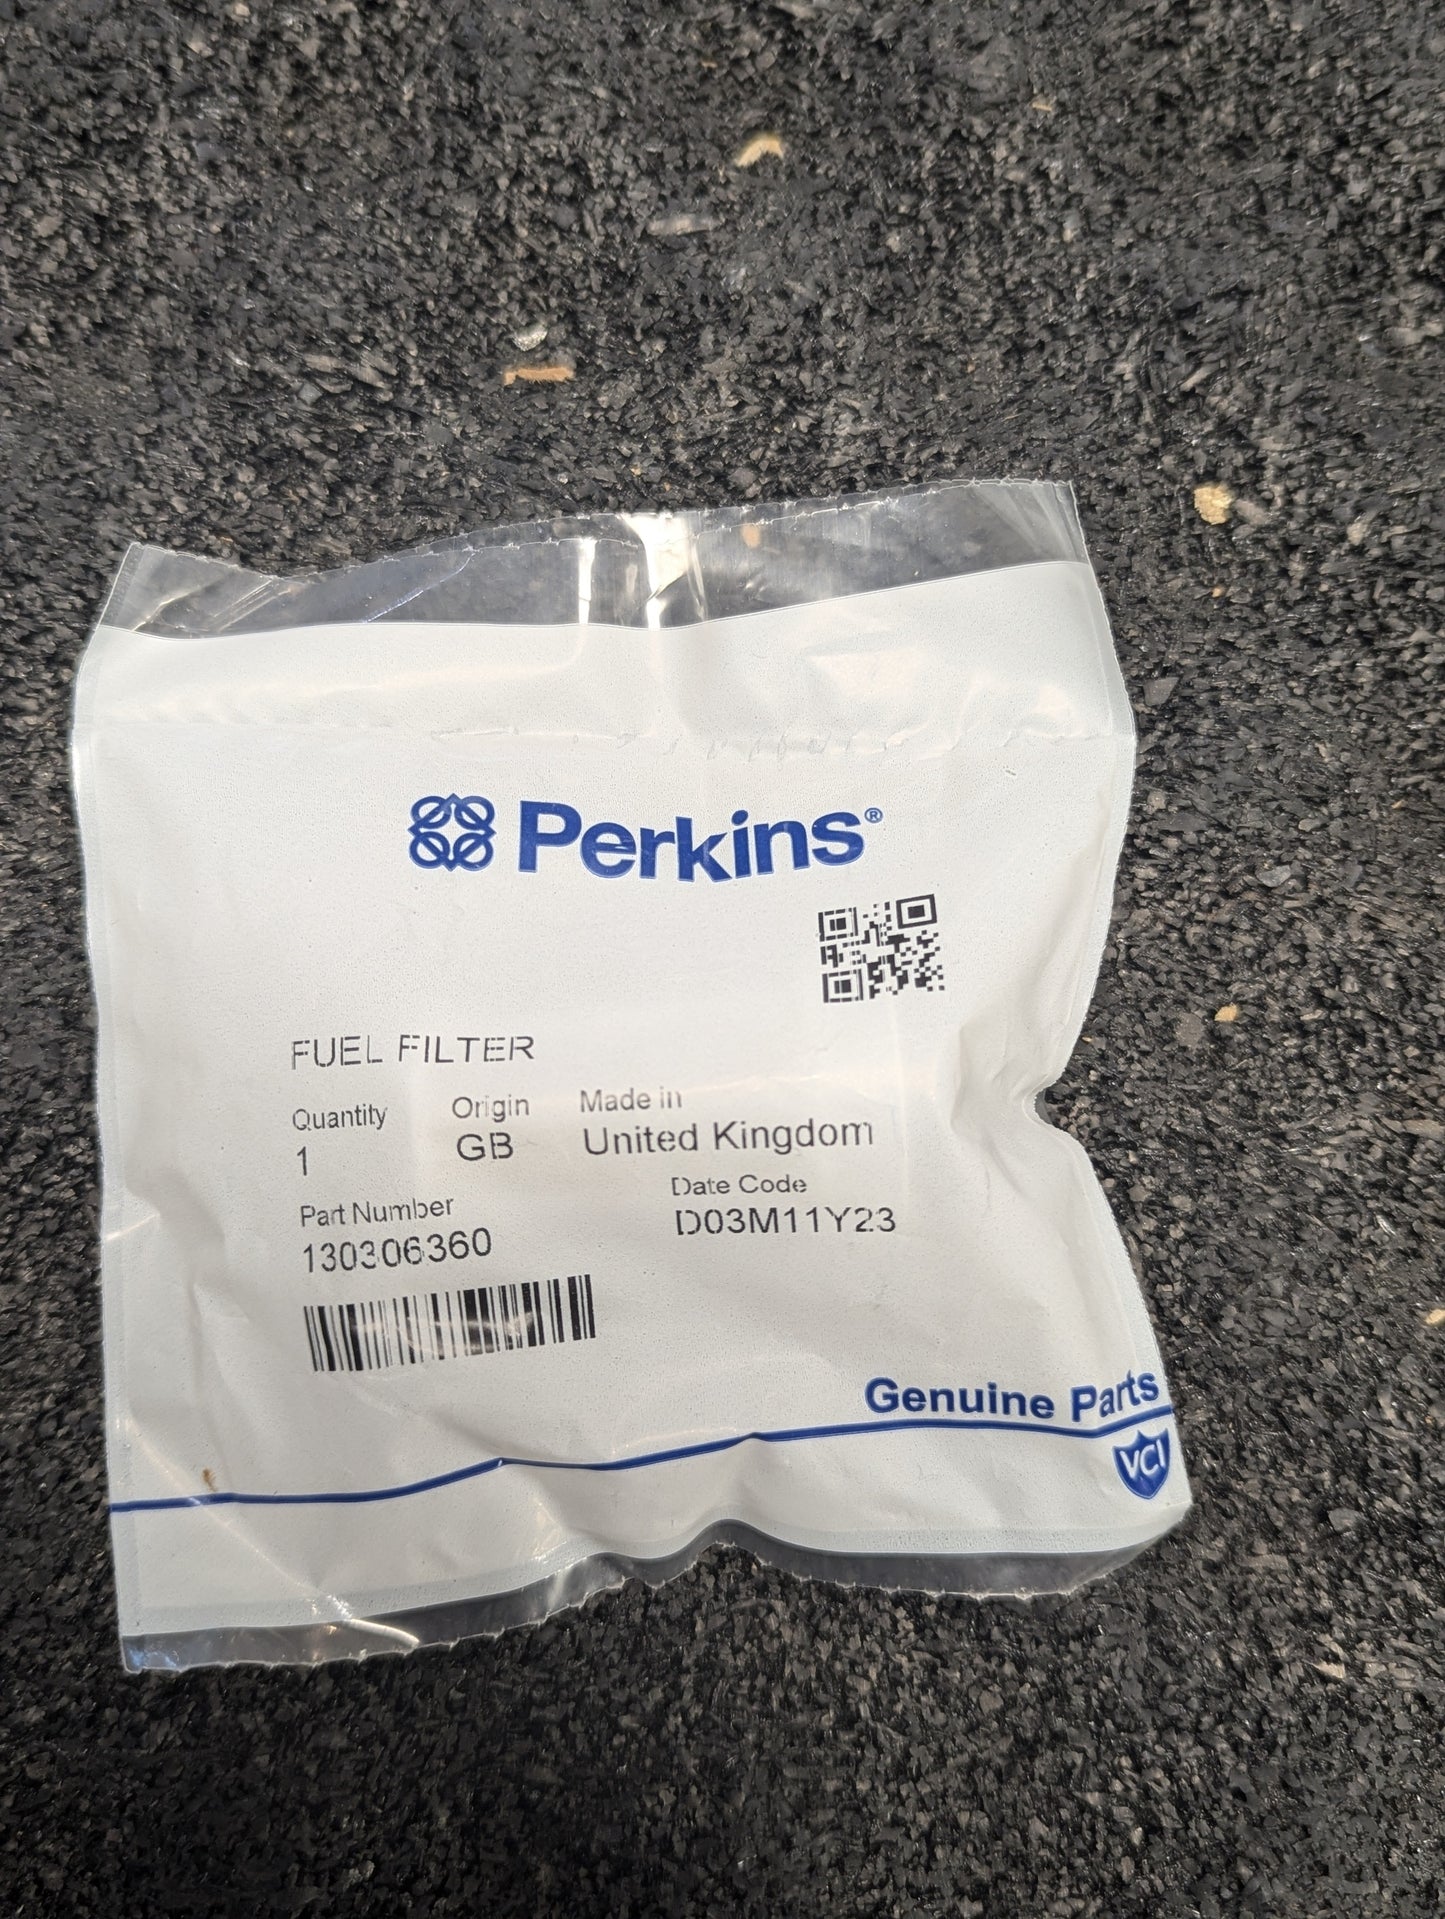 Perkins®
FUEL FILTER
Quantity Origin Made in
1 GB United Kingdom
Part Number Date Code
130306360 D03M11Y23
Genuine Parts
VCI